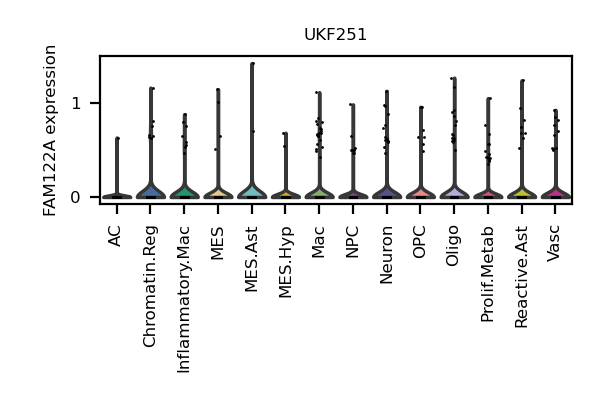 UKF251
FAM122A expression
1
0
AC
Chromatin.Reg
Inflammatory.Mac
MES
MES.Ast
MES.Hyp
Mac
NPC
Neuron
OPC
Oligo
Prolif.Metab
Reactive.Ast
Vasc